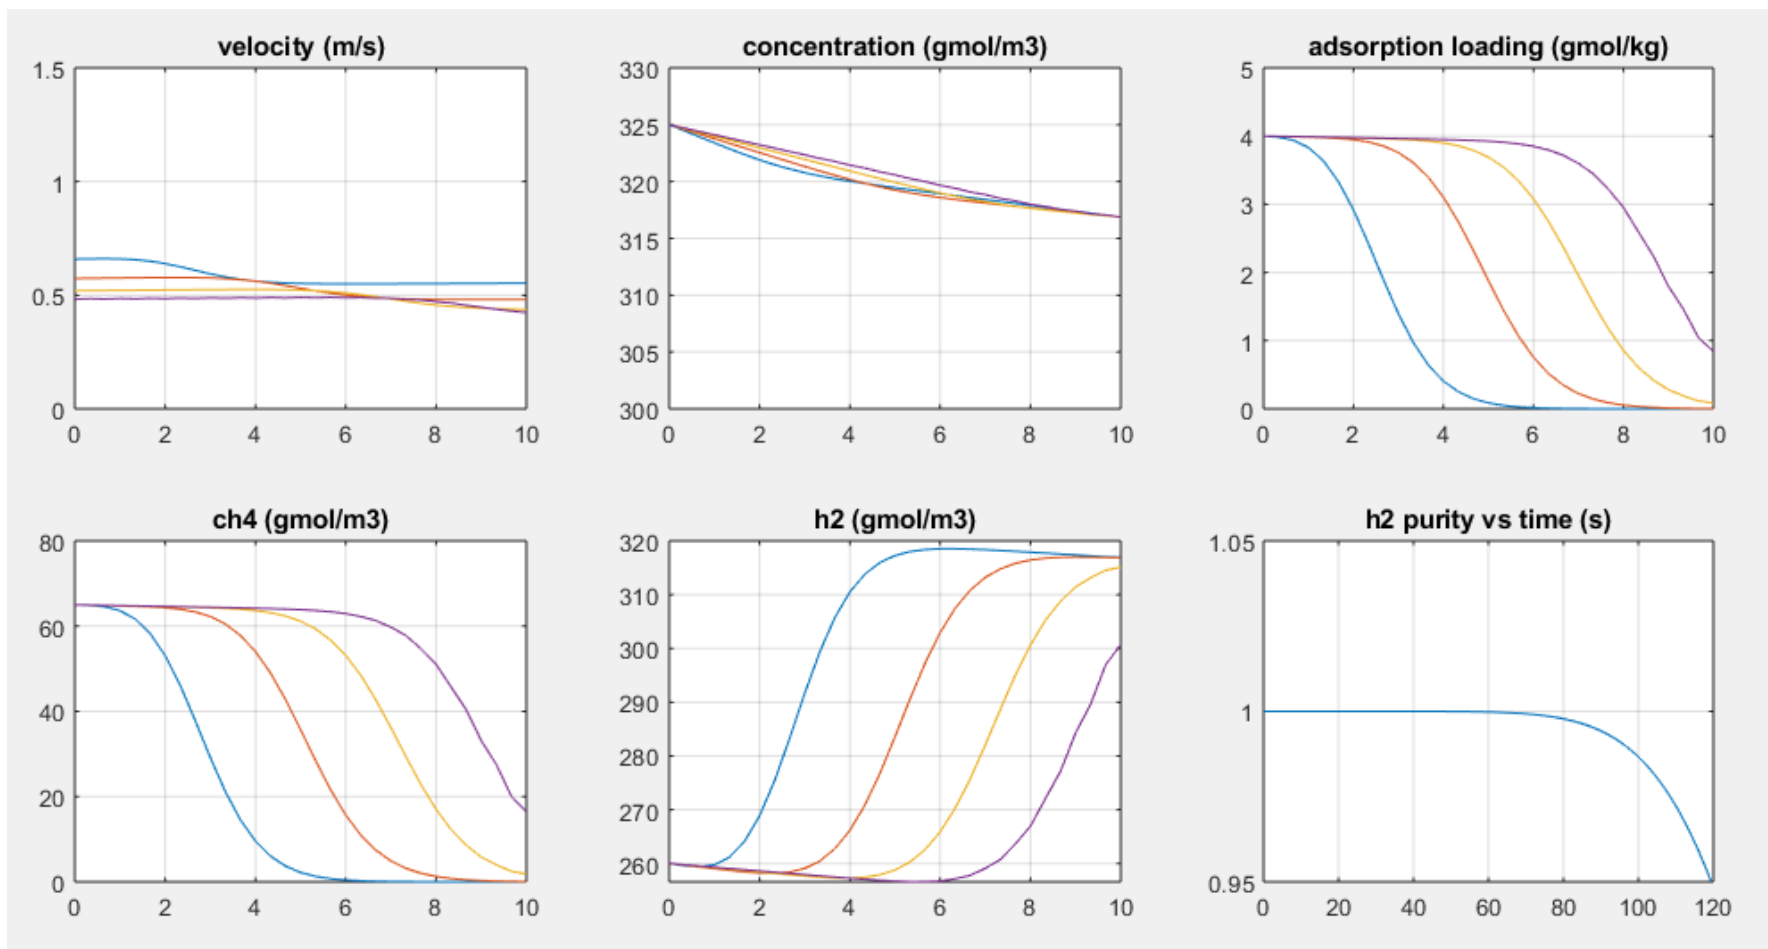 velocity (m/s)
1.5
1
0.5
0
0 2 4 6 8 10
concentration (gmol/m3)
330
325
320
315
310
305
300
0 2 4 6 8 10
adsorption loading (gmol/kg)
5
4
3
2
1
0
0 2 4 6 8 10
ch4 (gmol/m3)
80
60
40
20
0
0 2 4 6 8 10
h2 (gmol/m3)
320
310
300
290
280
270
260
0 2 4 6 8 10
h2 purity vs time (s)
1.05
1
0.95
0 20 40 60 80 100 120